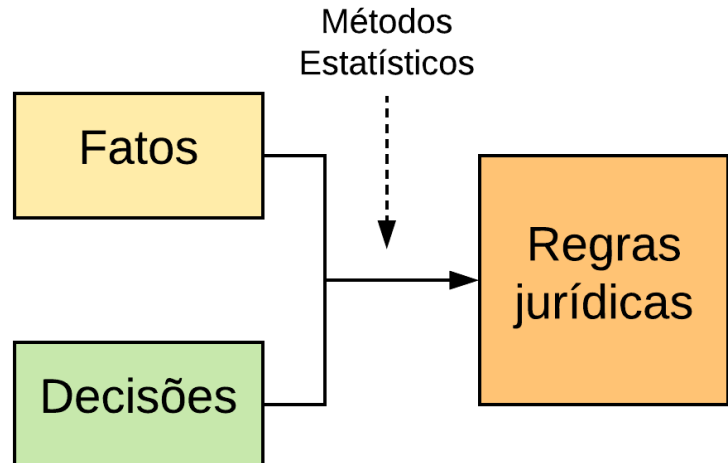 Métodos
Estatísticos
Fatos
Regras
jurídicas
Decisões